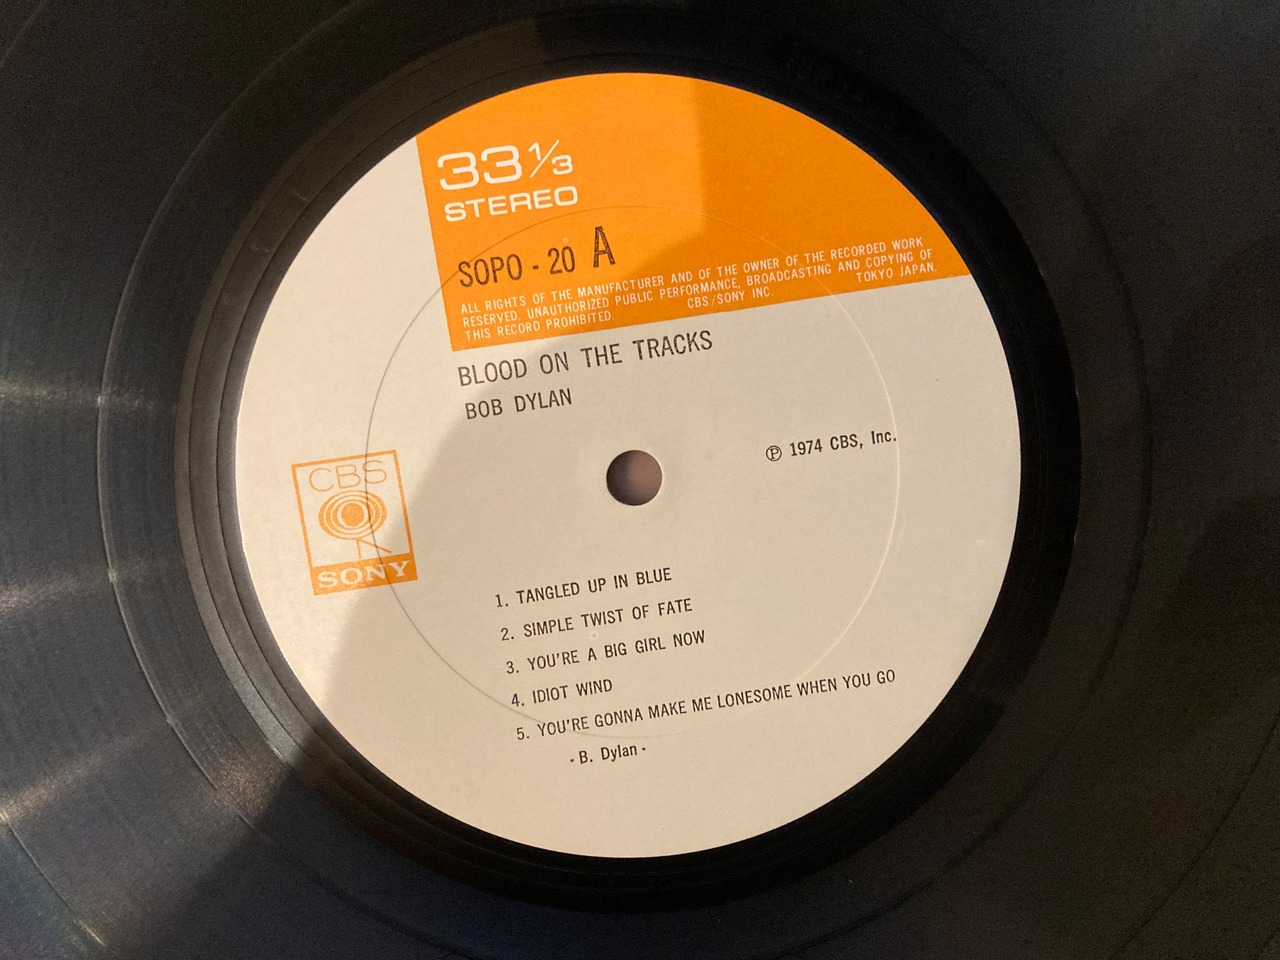 33 1/3
STEREO
SOPO - 20 A
ALL RIGHTS OF THE MANUFACTURER AND OF THE OWNER OF THE RECORDED WORK
RESERVED. UNAUTHORIZED PUBLIC PERFORMANCE, BROADCASTING AND COPYING OF
THIS RECORD PROHIBITED. CBS/SONY INC. TOKYO JAPAN.
BLOOD ON THE TRACKS
BOB DYLAN
℗ 1974 CBS, Inc.
CBS
SONY
1. TANGLED UP IN BLUE
2. SIMPLE TWIST OF FATE
3. YOU'RE A BIG GIRL NOW
4. IDIOT WIND
5. YOU'RE GONNA MAKE ME LONESOME WHEN YOU GO
- B. Dylan -